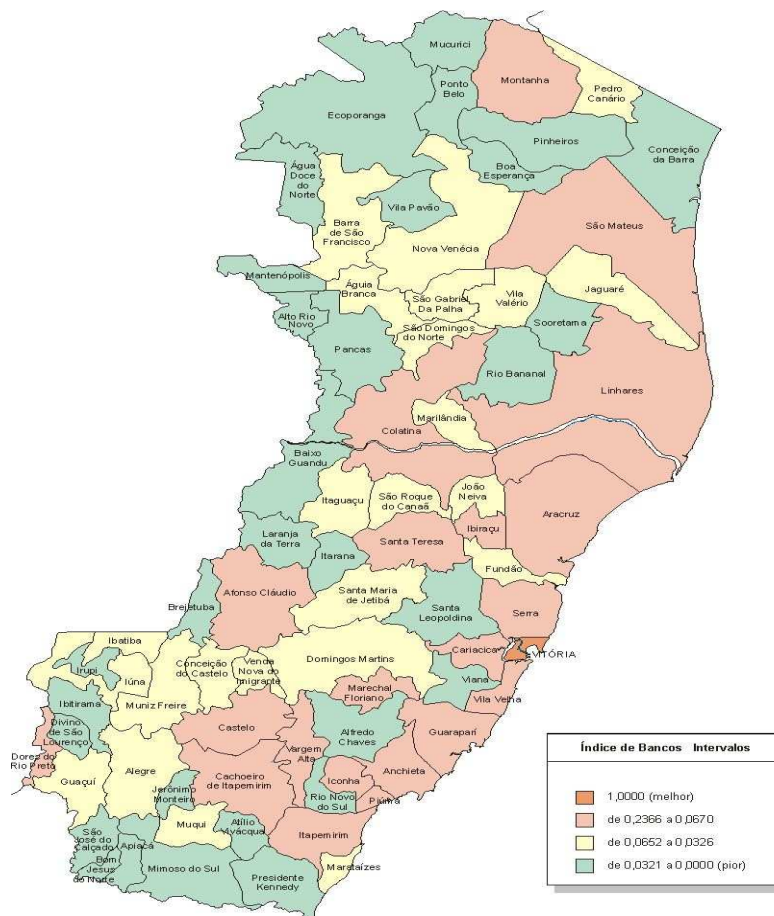 Mucurici
Montanha
Ponto
Belo
Pedro
Canário
Ecoporanga
Pinheiros
Conceição
da Barra
Água
Doce
do
Norte
Boa
Esperança
Vila Pavão
Barra
de São
Francisco
São Mateus
Nova Venécia
Mantenópolis
Águia
Branca
São Gabriel
Da Palha
Vila
Valério
Jaguaré
Alto Rio
Novo
São Domingos
do Norte
Sooretama
Pancas
Rio Bananal
Linhares
Marilândia
Colatina
Baixo
Guandu
Itaguaçu
São Roque
do Canaã
João
Neiva
Aracruz
Ibiraçu
Laranja
da Terra
Santa Teresa
Itarana
Fundão
Afonso Cláudio
Santa Maria
de Jetibá
Brejetuba
Santa
Leopoldina
Serra
Ibatiba
Cariacica
VITÓRIA
Irupi
Iúna
Conceição
do Castelo
Venda
Nova do
Imigrante
Domingos Martins
Viana
Ibitirama
Muniz Freire
Marechal
Floriano
Vila Velha
Divino
de São
Lourenço
Castelo
Alfredo
Chaves
Guarapari
Dores do
Rio Preto
Vargem
Alta
Guaçuí
Alegre
Cachoeiro
de Itapemirim
Iconha
Anchieta
Jerônimo
Monteiro
Rio Novo
do Sul
Piúma
São
José do
Calçado
Apiacá
Muqui
Atílio
Vivácqua
Itapemirim
Bom
Jesus
do Norte
Mimoso do Sul
Presidente
Kennedy
Marataízes
Índice de Bancos Intervalos
1,0000 (melhor)
de 0,2366 a 0,0670
de 0,0652 a 0,0326
de 0,0321 a 0,0000 (pior)